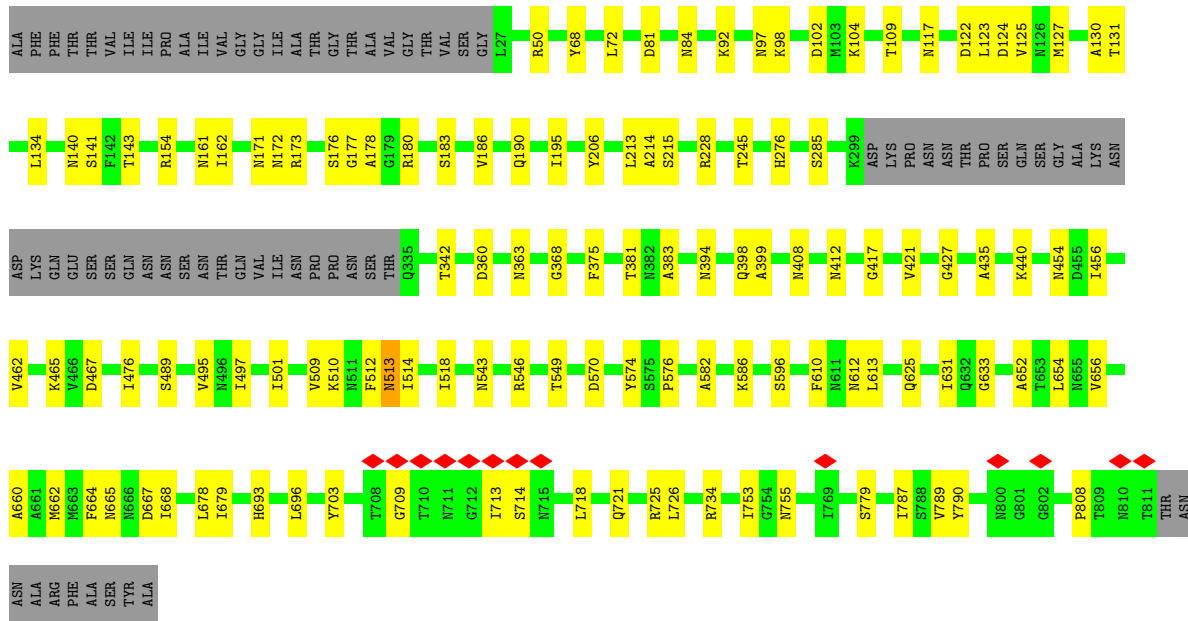 ALA PHE PHE THR THR VAL ILE ILE PRO ALA ILE VAL GLY GLY ILE ALA THR GLY THR ALA VAL GLY THR VAL SER GLY L27 R50 Y68 L72 D81 N84 K92 N97 K98 D102 M103 K104 T109 N117 D122 L123 D124 V125 N126 M127 A130 T131
L134 N140 S141 F142 T143 R154 N161 I162 N171 N172 R173 S176 G177 A178 G179 R180 S183 V186 Q190 I195 Y206 L213 A214 S215 R228 T245 H276 S285 K299 ASP LYS PRO ASN ASN THR PRO SER GLN SER GLY ALA LYS ASN
ASP LYS GLN GLU SER SER GLN ASN ASN SER ASN THR GLN VAL ILE ASN PRO PRO ASN SER THR Q335 T342 D360 N363 G368 F375 T381 N382 A383 N394 Q398 A399 N408 N412 G417 V421 G427 A435 K440 N454 D455 I456
V462 K465 V466 D467 I476 S489 V495 N496 I497 I501 V509 K510 N511 F512 N513 I514 I518 N543 R546 T549 D570 Y574 S575 P576 A582 K586 S596 F610 N611 N612 L613 Q625 I631 Q632 G633 A652 T653 L654 N655 V656
A660 A661 M662 M663 F664 N665 N666 D667 I668 L678 I679 H693 L696 Y703 T708 G709 T710 N711 G712 I713 S714 N715 L718 Q721 R725 L726 R734 I753 G754 N755 I769 S779 I787 S788 V789 Y790 N800 G801 G802 P808 T809 N810 T811 THR ASN
ASN ALA ARG PHE ALA SER TYR ALA